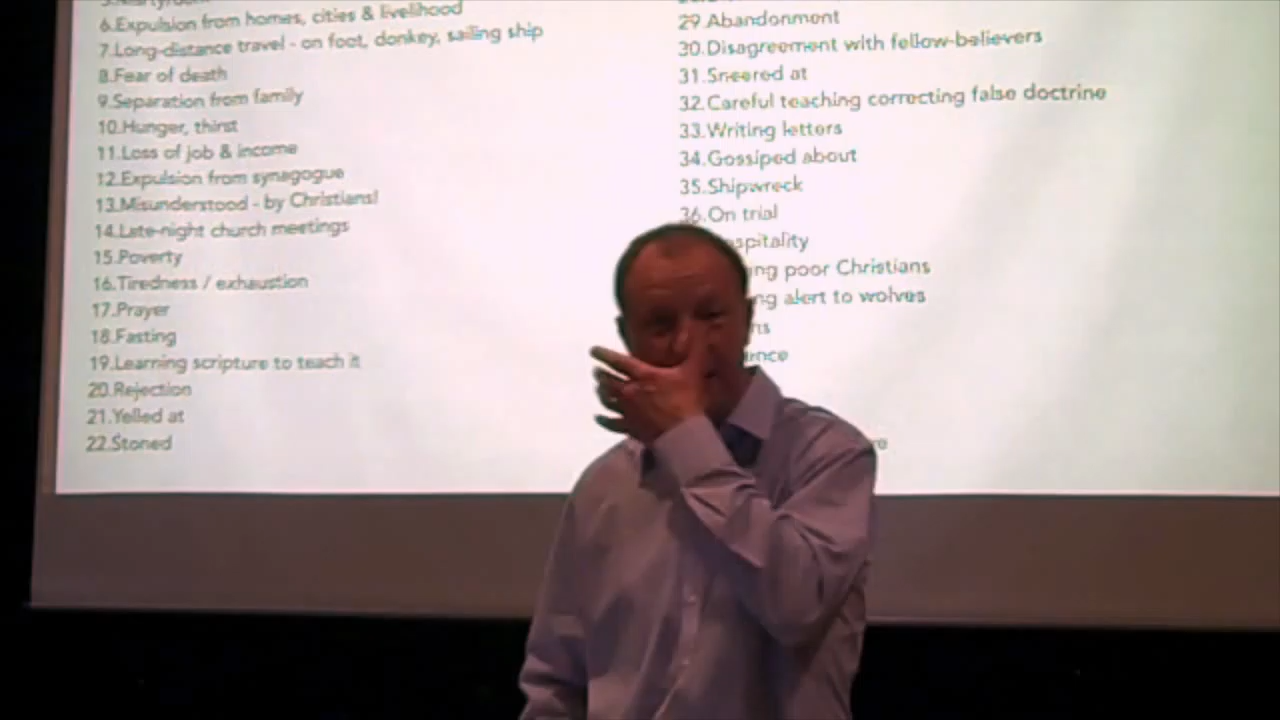 6.Expulsion from homes, cities & livelihood
7.Long-distance travel - on foot, donkey, sailing ship
8.Fear of death
9.Separation from family
10.Hunger, thirst
11.Loss of job & income
12.Expulsion from synagogue
13.Misunderstood - by Christians!
14.Late-night church meetings
15.Poverty
16.Tiredness / exhaustion
17.Prayer
18.Fasting
19.Learning scripture to teach it
20.Rejection
21.Yelled at
22.Stoned
29.Abandonment
30.Disagreement with fellow-believers
31.Sneered at
32.Careful teaching correcting false doctrine
33.Writing letters
34.Gossiped about
35.Shipwreck
36.On trial
spitality
ng poor Christians
ng alert to wolves